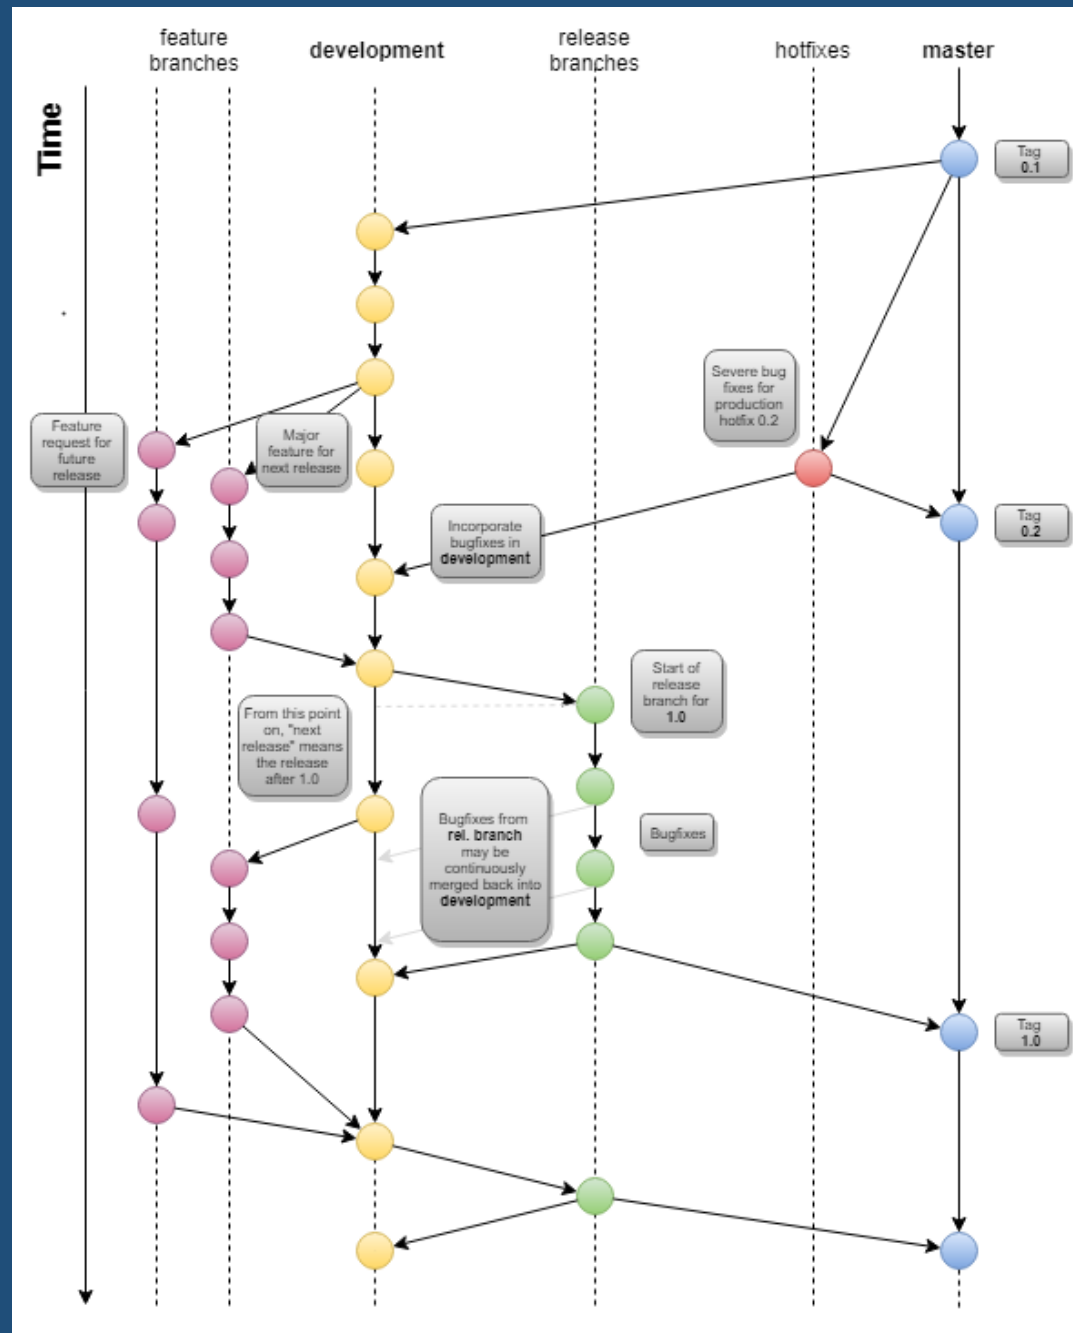 feature
branches
development
release
branches
hotfixes
master
Time
Tag
0.1
Severe bug
fixes for
production
hotfix 0.2
Feature
request for
future
release
Major
feature for
next release
Incorporate
bugfixes in
development
Tag
0.2
Start of
release
branch for
1.0
From this point
on, "next
release" means
the release
after 1.0
Bugfixes from
rel. branch
may be
continuously
merged back into
development
Bugfixes
Tag
1.0